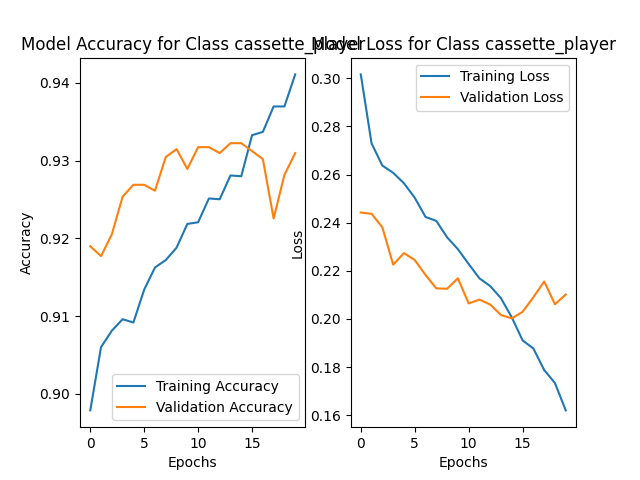 Model Accuracy for Class cassette_player
Model Loss for Class cassette_player
0.94
0.93
0.92
0.91
0.90
Accuracy
Training Accuracy
Validation Accuracy
0 5 10 15
Epochs
0.30
0.28
0.26
0.24
0.22
0.20
0.18
0.16
Loss
Training Loss
Validation Loss
0 5 10 15
Epochs